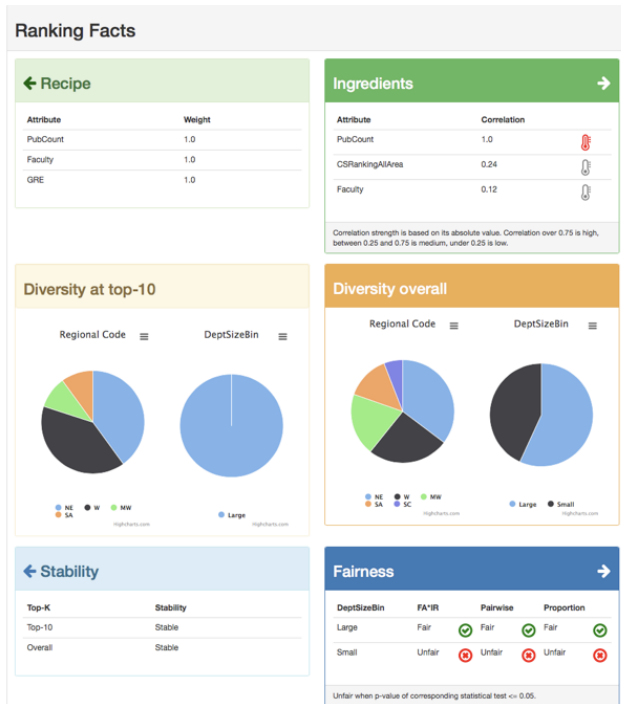 Ranking Facts
Recipe
Attribute Weight
PubCount 1.0
Faculty 1.0
GRE 1.0
Ingredients
Attribute Correlation
PubCount 1.0
CSRankingAllArea 0.24
Faculty 0.12
Correlation strength is based on its absolute value. Correlation over 0.75 is high,
between 0.25 and 0.75 is medium, under 0.25 is low.
Diversity at top-10
Regional Code DeptSizeBin
NE W MW
SA
Highcharts.com
Large
Highcharts.com
Diversity overall
Regional Code DeptSizeBin
NE W MW
SA SC
Highcharts.com
Large Small
Highcharts.com
Stability
Top-K Stability
Top-10 Stable
Overall Stable
Fairness
DeptSizeBin FA*IR Pairwise Proportion
Large Fair Fair Fair
Small Unfair Unfair Unfair
Unfair when p-value of corresponding statistical test <= 0.05.